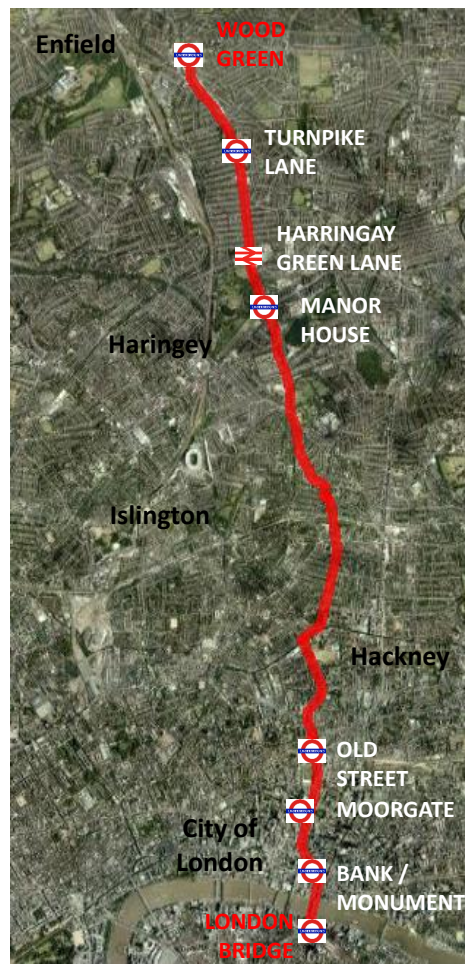 Enfield
WOOD
GREEN
TURNPIKE
LANE
HARRINGAY
GREEN LANE
MANOR
HOUSE
Haringey
Islington
Hackney
OLD
STREET
MOORGATE
City of
London
BANK /
MONUMENT
LONDON
BRIDGE